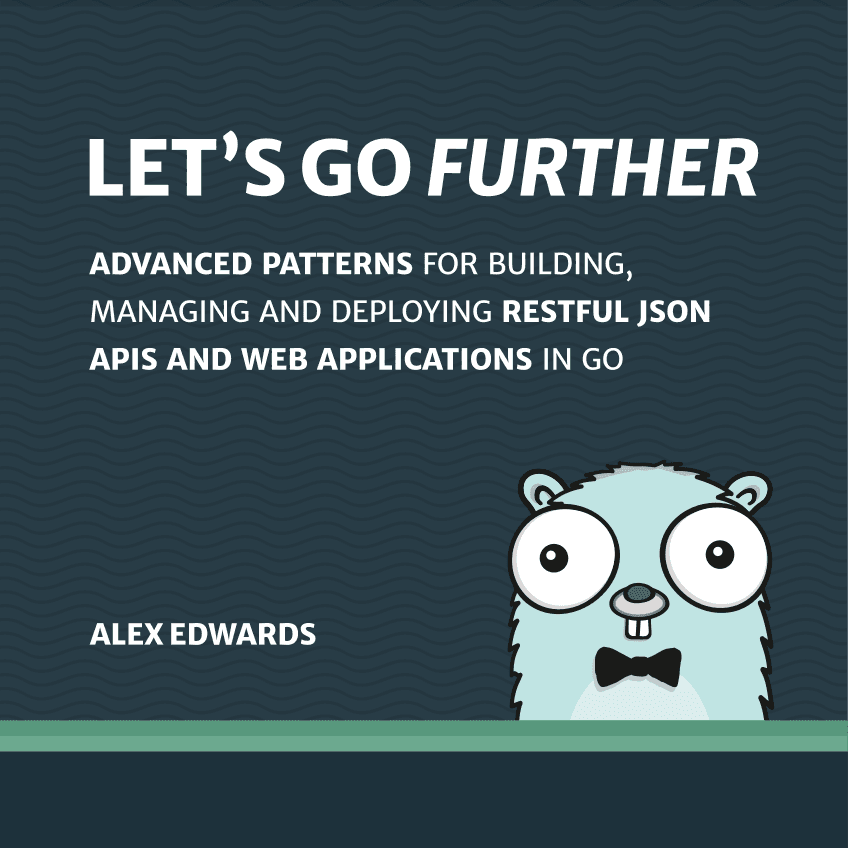 LET’S GO FURTHER
ADVANCED PATTERNS FOR BUILDING,
MANAGING AND DEPLOYING RESTFUL JSON
APIS AND WEB APPLICATIONS IN GO
ALEX EDWARDS